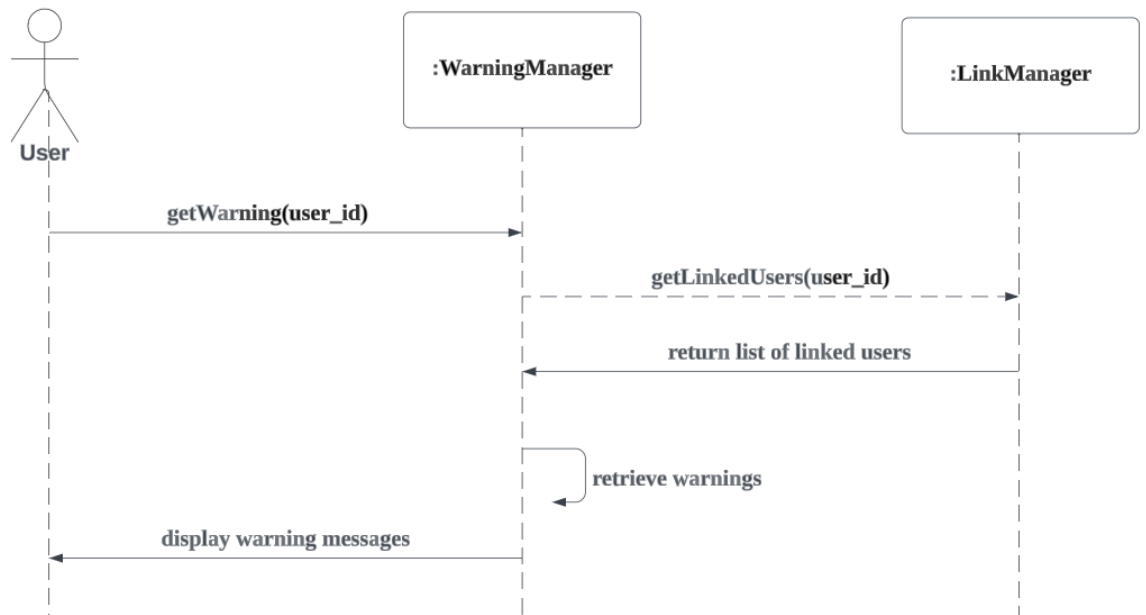 :WarningManager
:LinkManager
User
getWarning(user_id)
getLinkedUsers(user_id)
return list of linked users
retrieve warnings
display warning messages